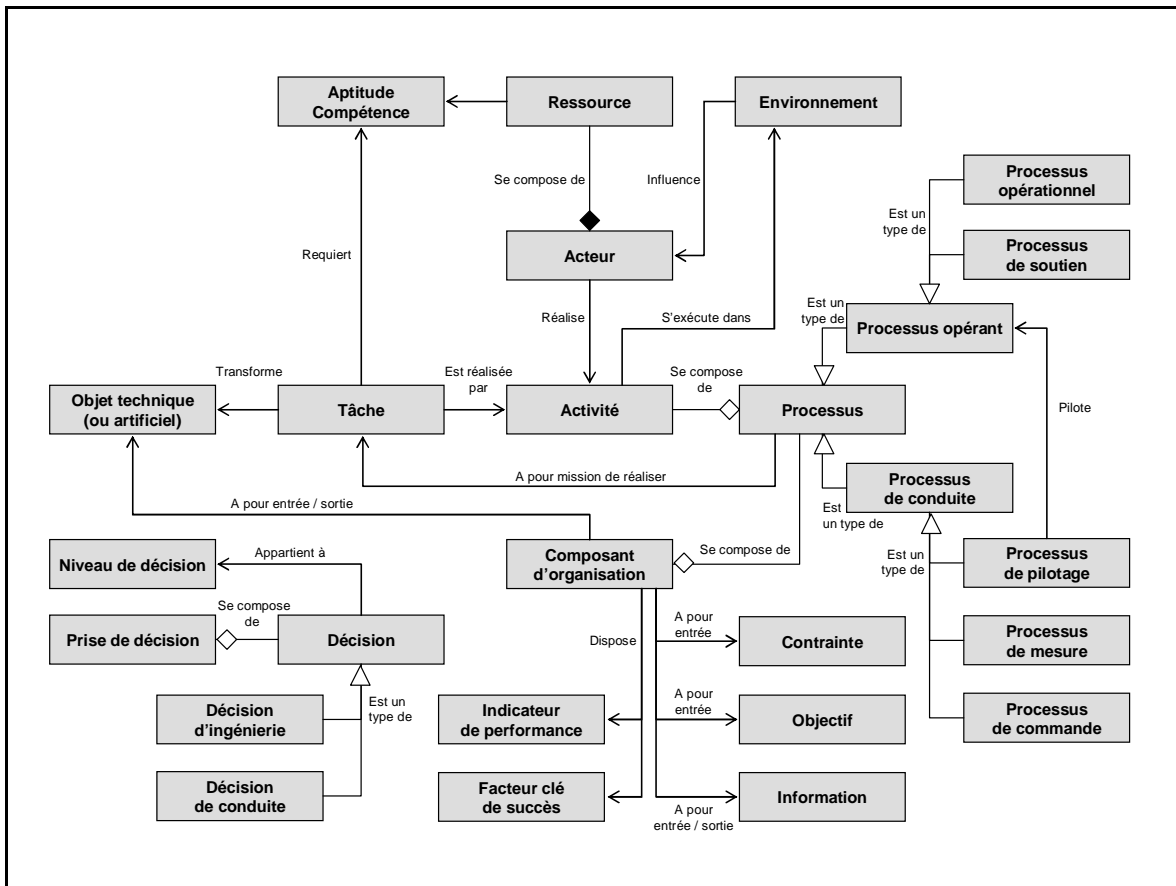 Aptitude
Compétence
Ressource
Environnement
Se compose de
Influence
Processus
opérationnel
Est un
type de
Requiert
Acteur
Processus
de soutien
Réalise
S'exécute dans
Est un
type de
Processus opérant
Transforme
Est réalisée
par
Se compose
de
Objet technique
(ou artificiel)
Tâche
Activité
Processus
Pilote
A pour mission de réaliser
Processus
de conduite
A pour entrée / sortie
Est
un type de
Appartient à
Niveau de décision
Composant
d'organisation
Se compose de
Est un
type de
Processus
de pilotage
Se compose
de
Prise de décision
Décision
Dispose
A pour
entrée
Contrainte
Processus
de mesure
Est un
type de
Décision
d'ingénierie
Indicateur
de performance
A pour
entrée
Objectif
Processus
de commande
Décision
de conduite
Facteur clé
de succès
Information
A pour
entrée / sortie